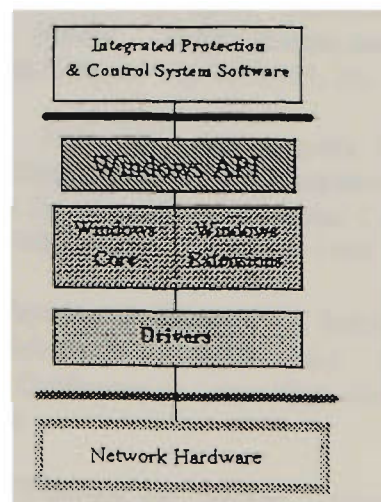 Integrated Protection
& Control System Software
Windows API
Windows Windows
Core Extensions
Drivers
Network Hardware